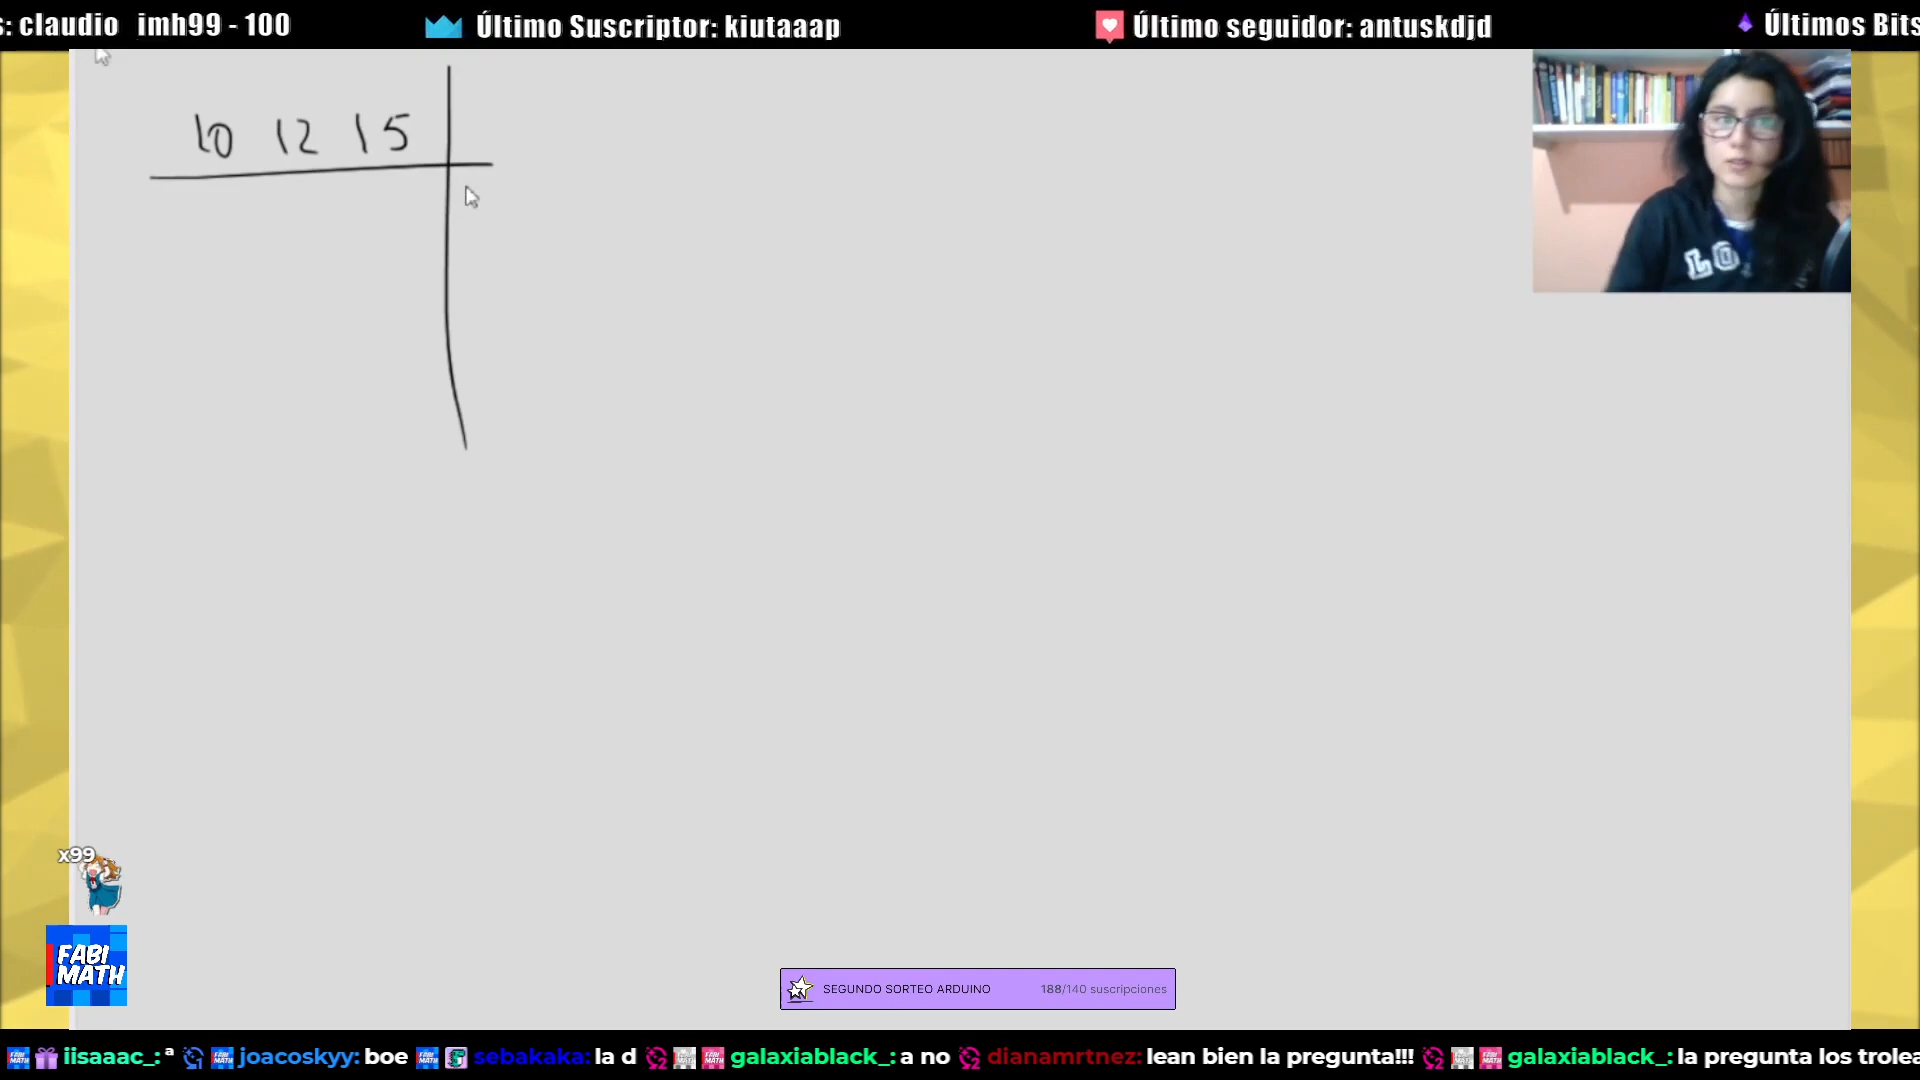 s: claudio imh99 - 100 Último Suscriptor: kiutaaap Último seguidor: antuskdjd Últimos Bits
10 12 15
LO
x99
FABI
MATH
SEGUNDO SORTEO ARDUINO 188/140 suscripciones
iisaaac_: ª joacoskyy: boe sebakaka: la d galaxiablack_: a no dianamrtnez: lean bien la pregunta!!! galaxiablack_: la pregunta los trolea